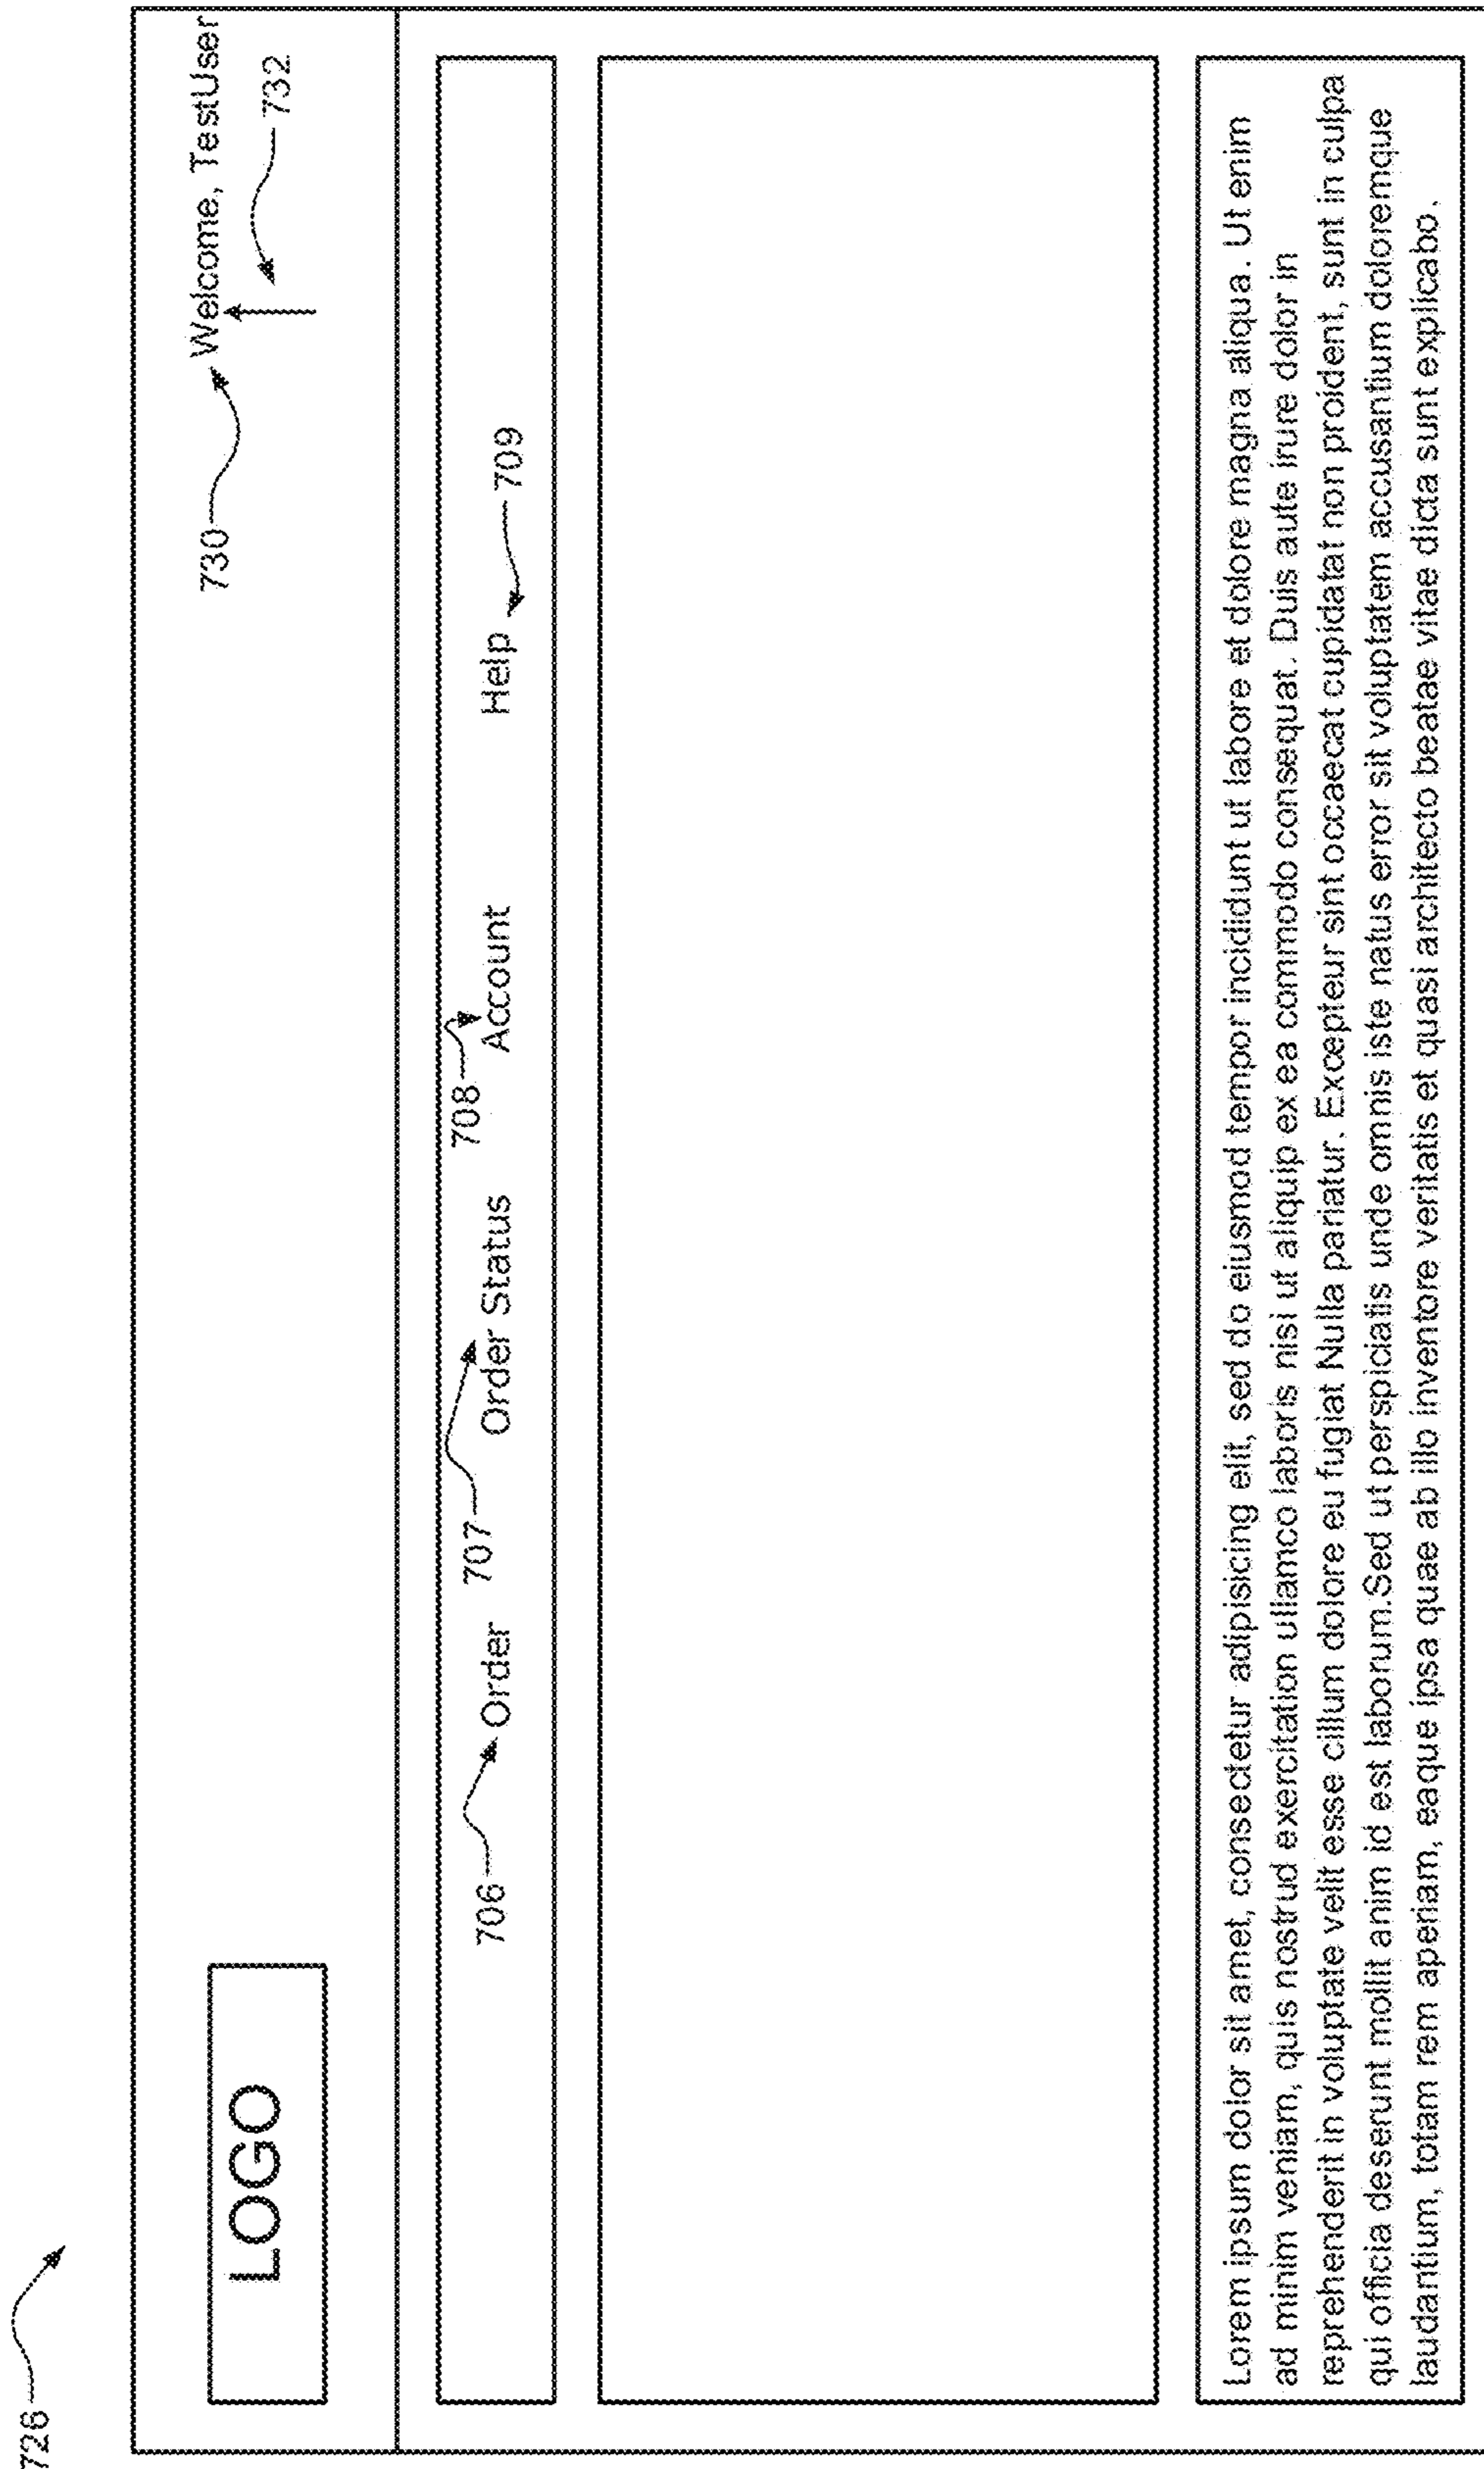 726
LOGO
730
Welcome, TestUser
732
706
Order
707
Order Status
708
Account
Help
709
Lorem ipsum dolor sit amet, consectetur adipisicing elit, sed do eiusmod tempor incididunt ut labore et dolore magna aliqua. Ut enim
ad minim veniam, quis nostrud exercitation ullamco laboris nisi ut aliquip ex ea commodo consequat. Duis aute irure dolor in
reprehenderit in voluptate velit esse cillum dolore eu fugiat Nulla pariatur. Excepteur sint occaecat cupidatat non proident, sunt in culpa
qui officia deserunt mollit anim id est laborum.Sed ut perspiciatis unde omnis iste natus error sit voluptatem accusantium doloremque
laudantium, totam rem aperiam, eaque ipsa quae ab illo inventore veritatis et quasi architecto beatae vitae dicta sunt explicabo.